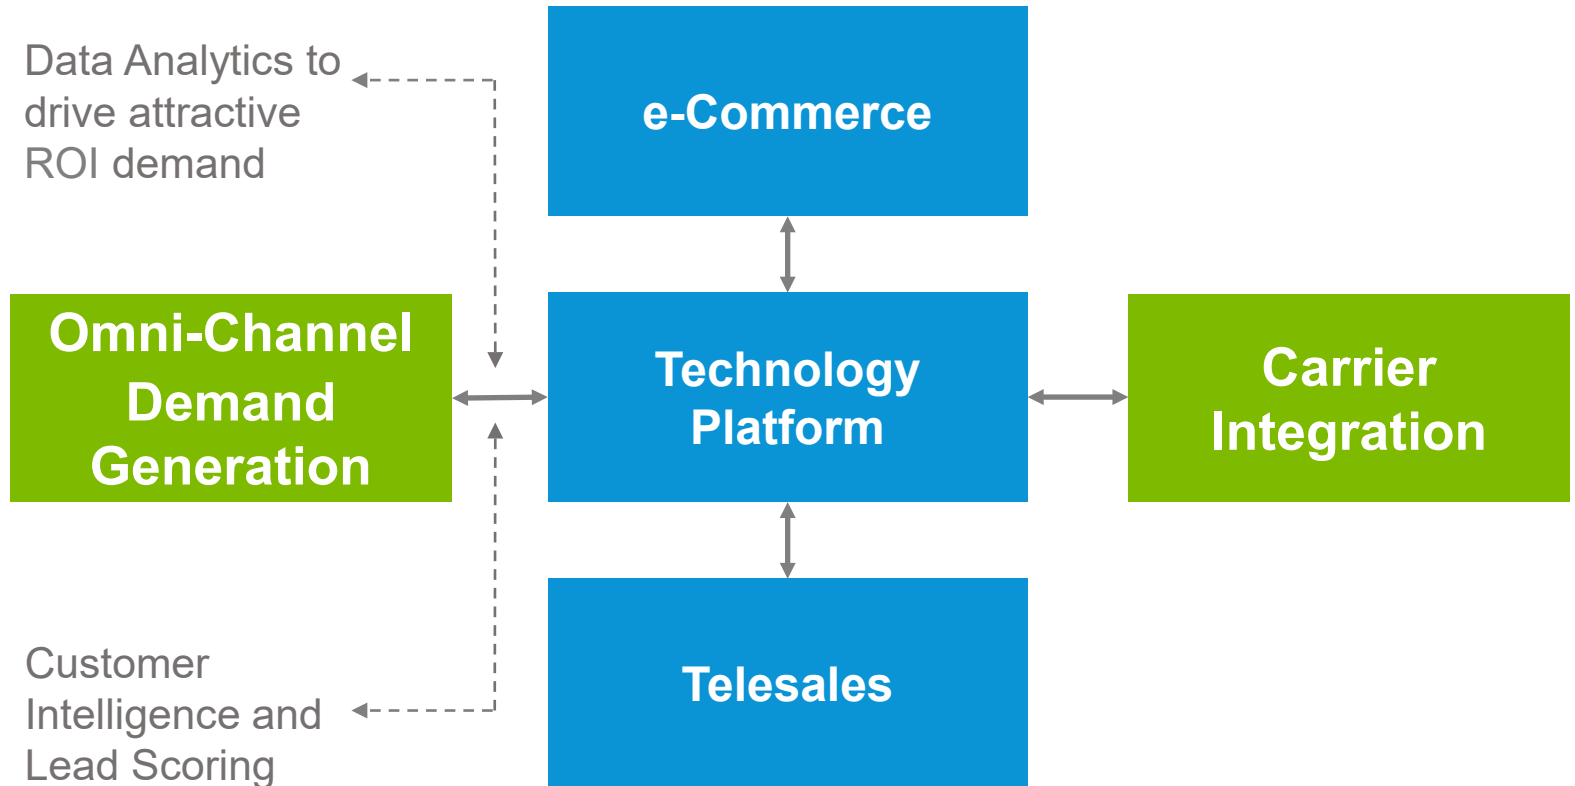 Data Analytics to
drive attractive
ROI demand
e-Commerce
Omni-Channel
Demand
Generation
Technology
Platform
Carrier
Integration
Customer
Intelligence and
Lead Scoring
Telesales